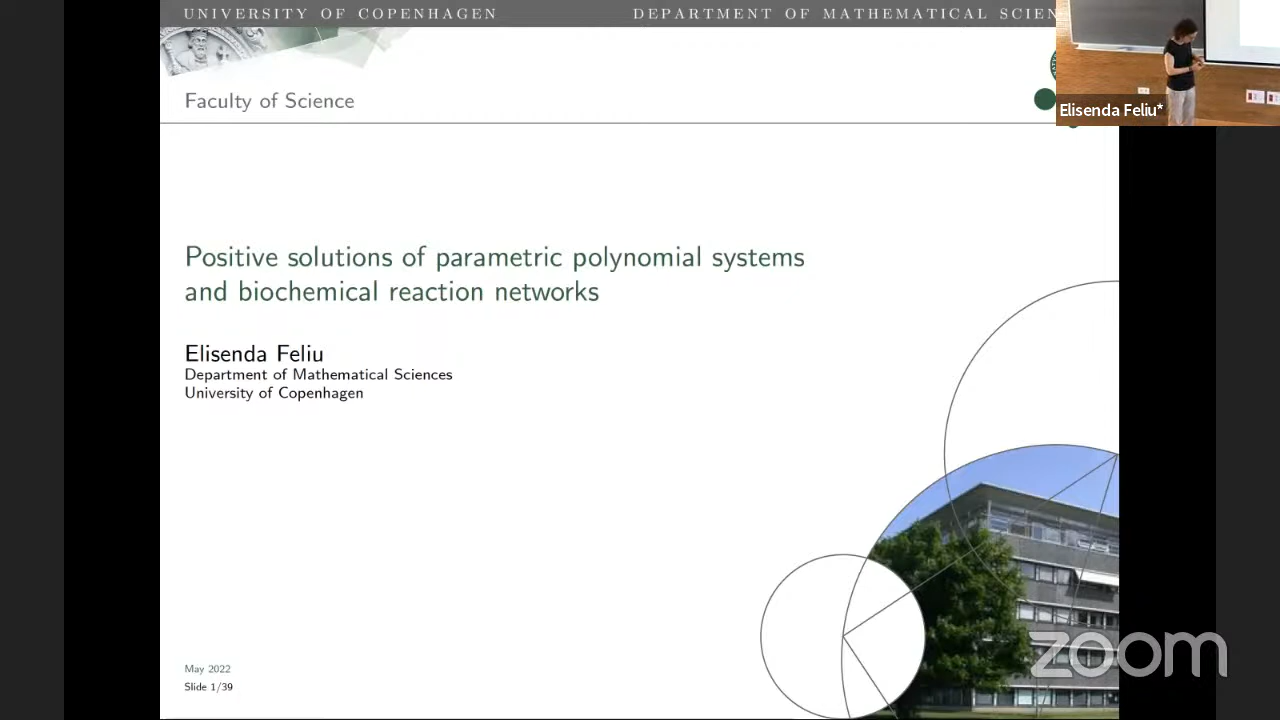 UNIVERSITY OF COPENHAGEN
DEPARTMENT OF MATHEMATICAL
Elisenda Feliu*
Faculty of Science
Positive solutions of parametric polynomial systems
and biochemical reaction networks
Elisenda Feliu
Department of Mathematical Sciences
University of Copenhagen
May 2022
Slide 1/39
zoom